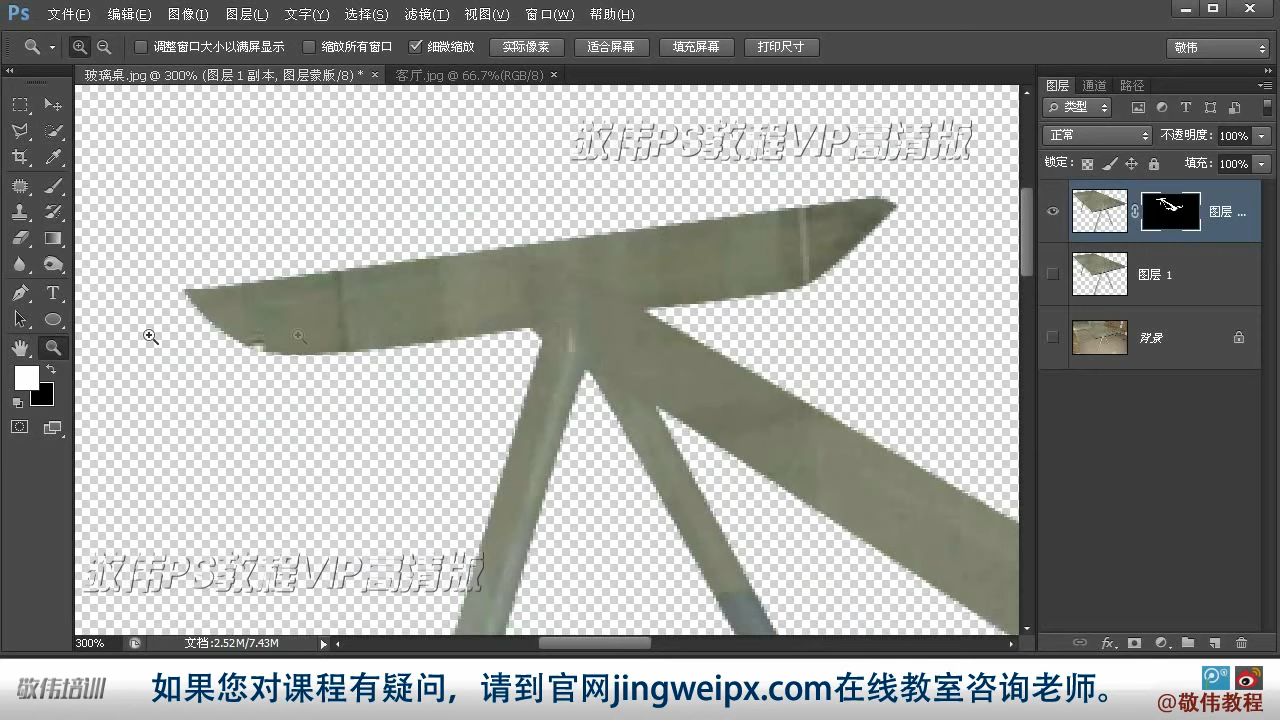 Ps 文件(F) 编辑(E) 图像(I) 图层(L) 文字(Y) 选择(S) 滤镜(T) 视图(V) 窗口(W) 帮助(H)
调整窗口大小以满屏显示 缩放所有窗口 细微缩放 实际像素 适合屏幕 填充屏幕 打印尺寸 敬伟
玻璃桌.jpg @ 300% (图层 1 副本, 图层蒙版/8) * × 客厅.jpg @ 66.7%(RGB/8) ×
图层 通道 路径
类型
正常 不透明度: 100%
锁定: 填充: 100%
敬伟PS教程VIP高清版
图层 ...
图层 1
背景
敬伟PS教程VIP高清版
300% 文档:2.52M/7.43M
敬伟培训 如果您对课程有疑问，请到官网jingweipx.com在线教室咨询老师。
@敬伟教程